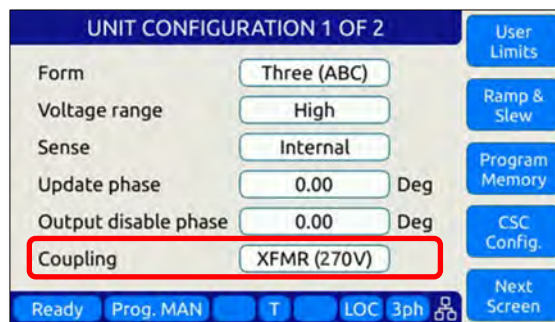 UNIT CONFIGURATION 1 OF 2
Form Three (ABC)
Voltage range High
Sense Internal
Update phase 0.00 Deg
Output disable phase 0.00 Deg
Coupling XFMR (270V)
Ready Prog. MAN T LOC 3ph
User
Limits
Ramp &
Slew
Program
Memory
CSC
Config.
Next
Screen